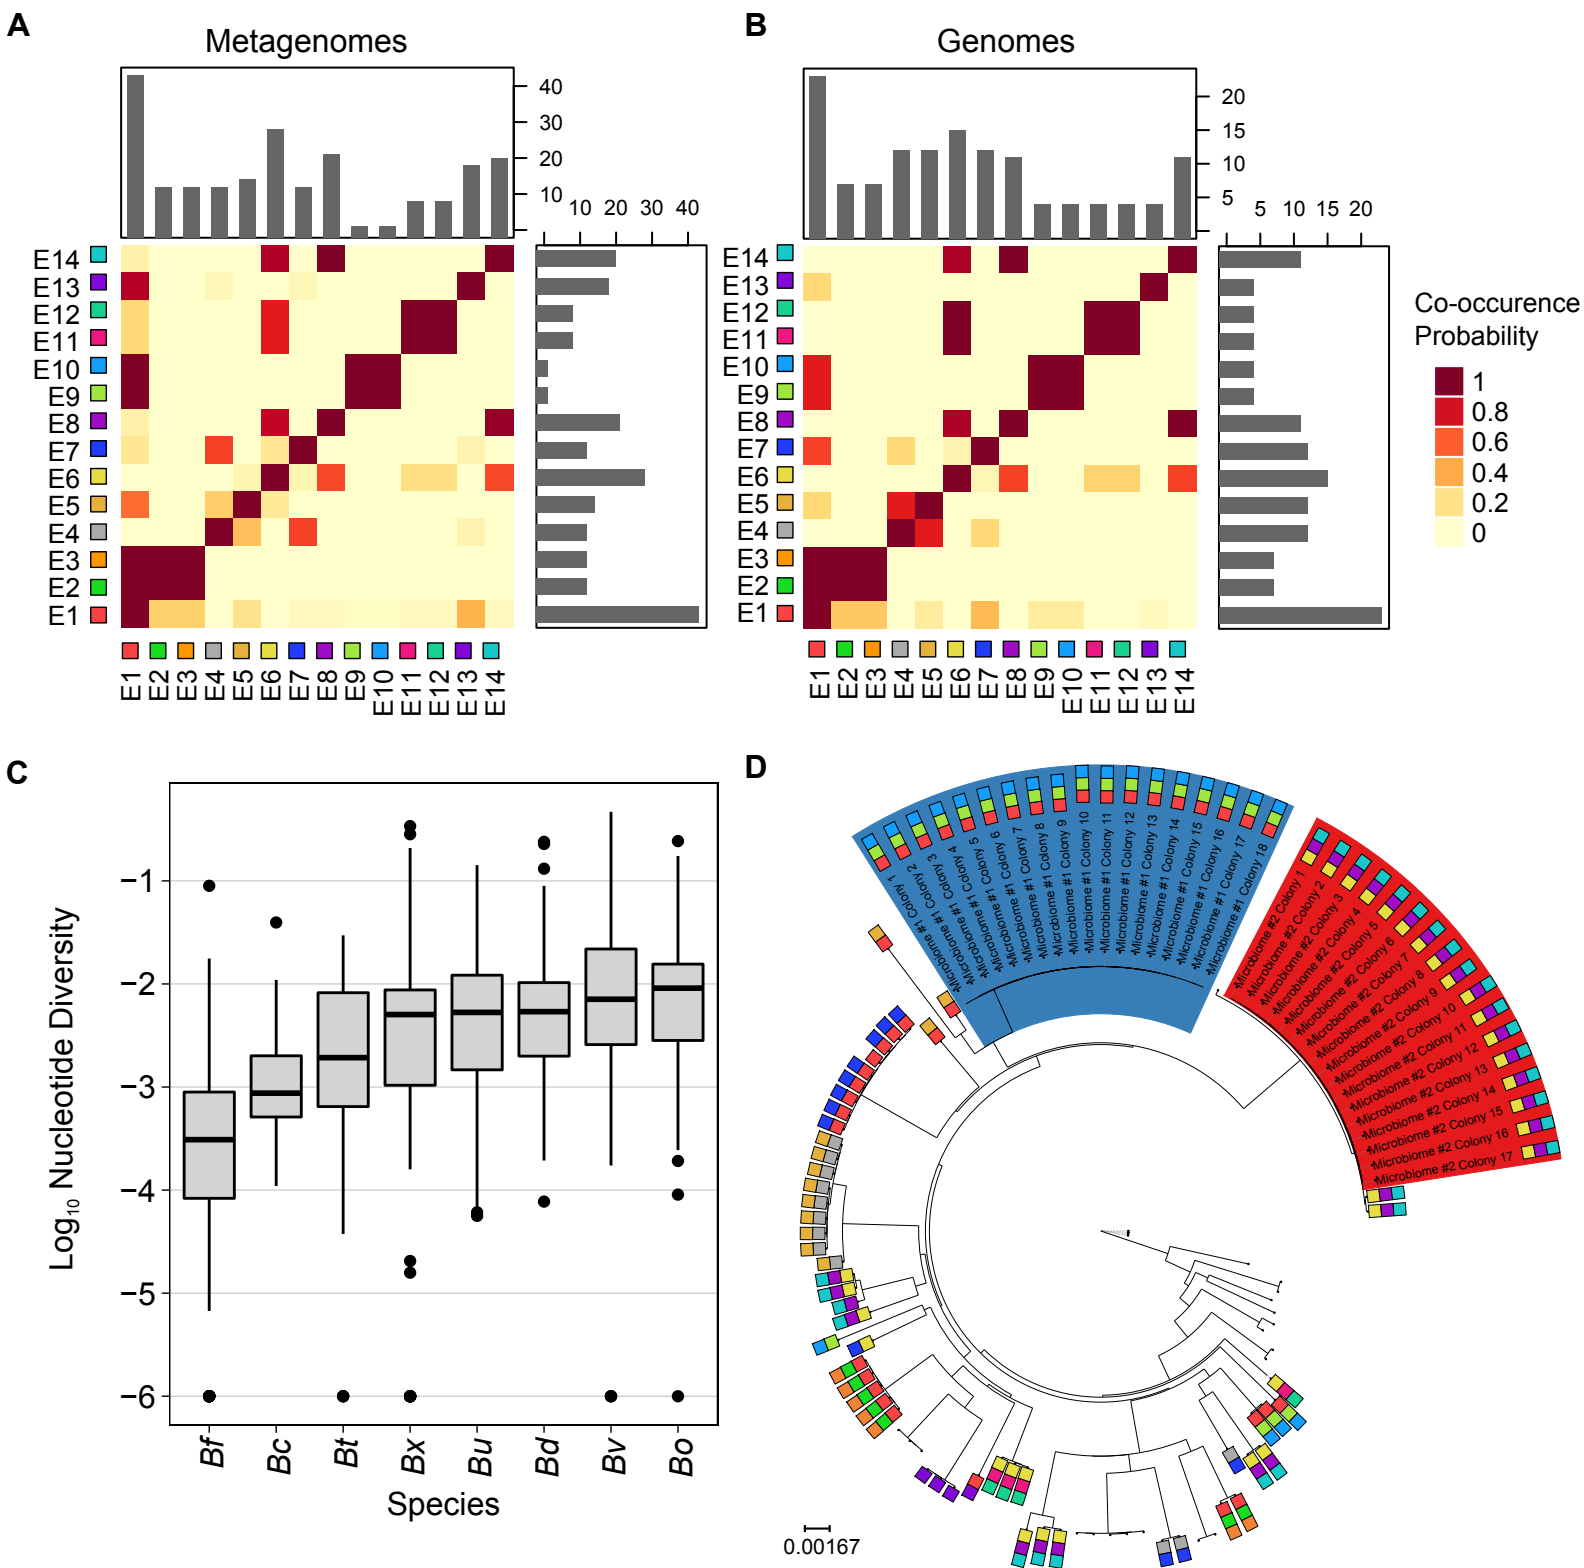 A
Metagenomes
40
30
20
10
10 20 30 40
E14
E13
E12
E11
E10
E9
E8
E7
E6
E5
E4
E3
E2
E1
E1 E2 E3 E4 E5 E6 E7 E8 E9 E10 E11 E12 E13 E14
B
Genomes
20
15
10
5
5 10 15 20
E14
E13
E12
E11
E10
E9
E8
E7
E6
E5
E4
E3
E2
E1
E1 E2 E3 E4 E5 E6 E7 E8 E9 E10 E11 E12 E13 E14
Co-occurence
Probability
1
0.8
0.6
0.4
0.2
0
C
Log10 Nucleotide Diversity
−1
−2
−3
−4
−5
−6
Bf Bc Bt Bx Bu Bd Bv Bo
Species
D
Microbiome #1 Colony 1
Microbiome #1 Colony 2
Microbiome #1 Colony 3
Microbiome #1 Colony 4
Microbiome #1 Colony 5
Microbiome #1 Colony 6
Microbiome #1 Colony 7
Microbiome #1 Colony 8
Microbiome #1 Colony 9
Microbiome #1 Colony 10
Microbiome #1 Colony 11
Microbiome #1 Colony 12
Microbiome #1 Colony 13
Microbiome #1 Colony 14
Microbiome #1 Colony 15
Microbiome #1 Colony 16
Microbiome #1 Colony 17
Microbiome #1 Colony 18
Microbiome #2 Colony 1
Microbiome #2 Colony 2
Microbiome #2 Colony 3
Microbiome #2 Colony 4
Microbiome #2 Colony 5
Microbiome #2 Colony 6
Microbiome #2 Colony 7
Microbiome #2 Colony 8
Microbiome #2 Colony 9
Microbiome #2 Colony 10
Microbiome #2 Colony 11
Microbiome #2 Colony 12
Microbiome #2 Colony 13
Microbiome #2 Colony 14
Microbiome #2 Colony 15
Microbiome #2 Colony 16
Microbiome #2 Colony 17
0.00167